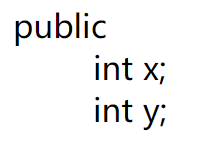 public
int x;
int y;